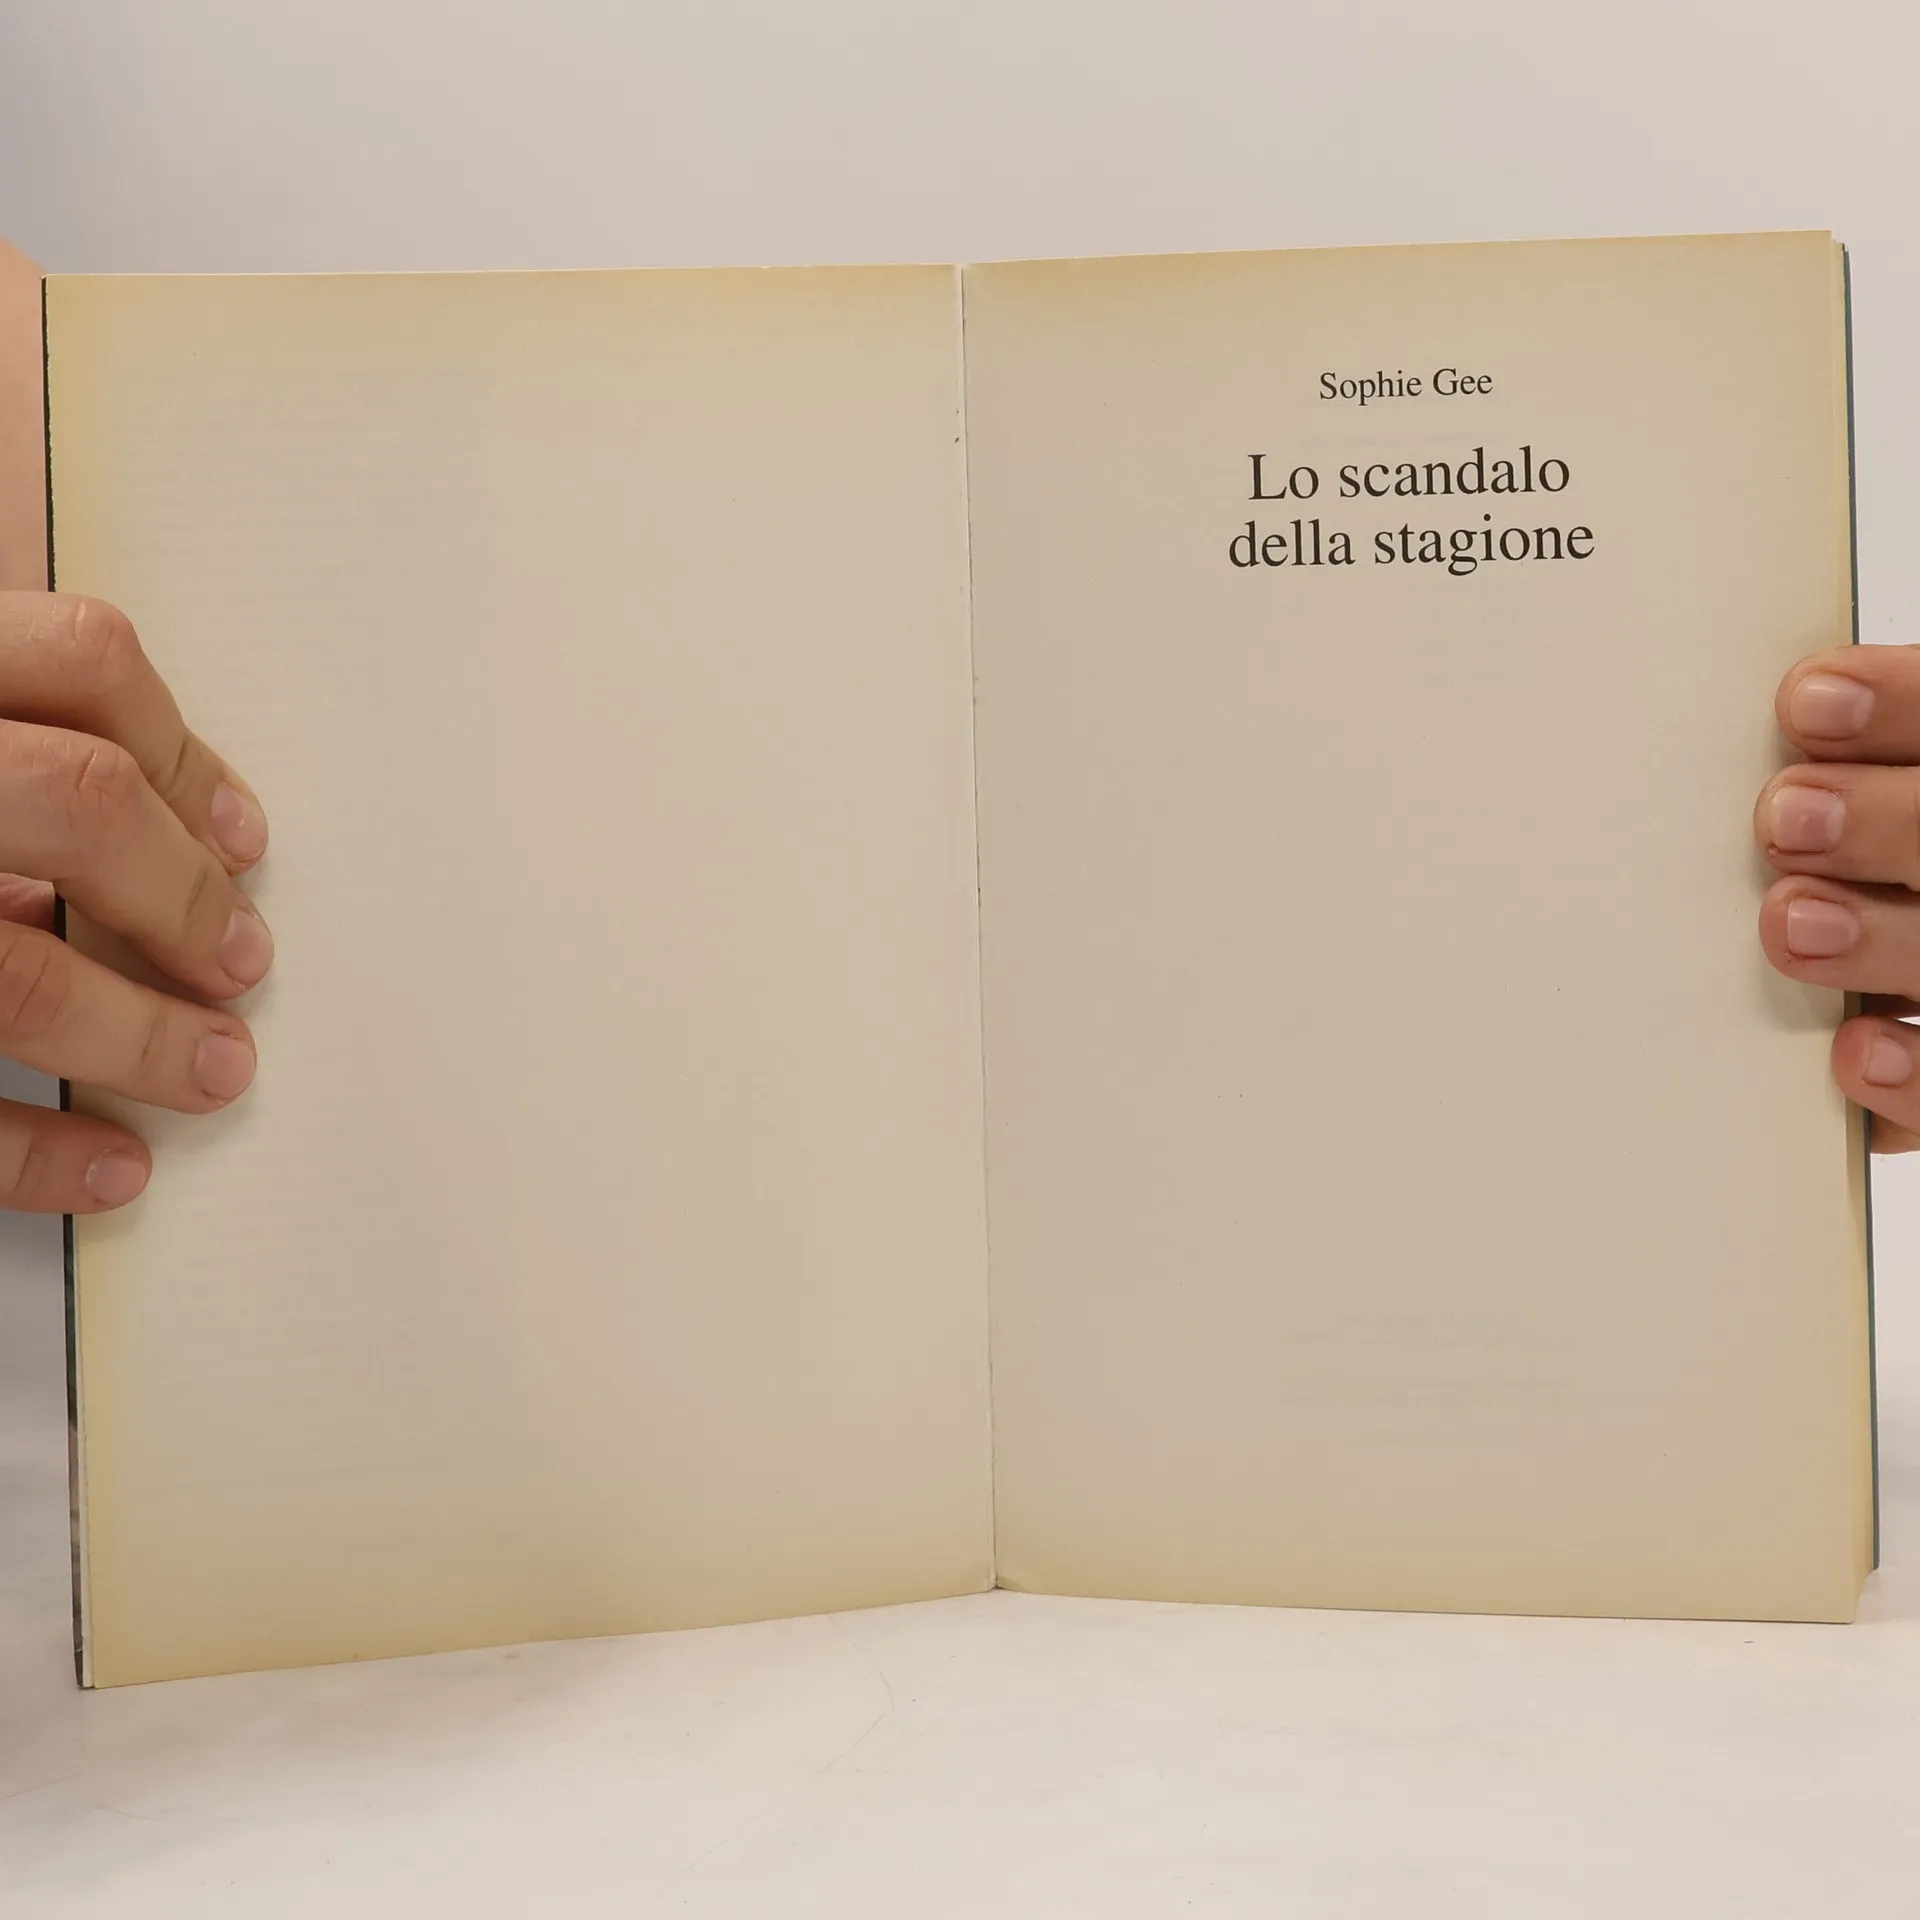 Sophie Gee
Lo scandalo
della stagione